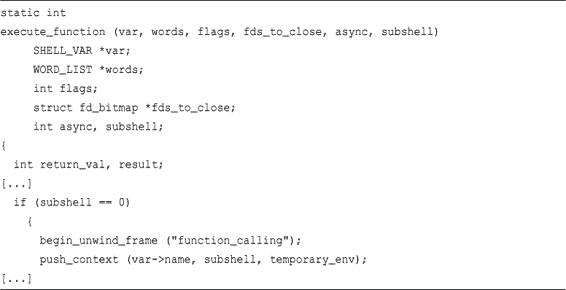 static int
execute_function (var, words, flags, fds_to_close, async, subshell)
     SHELL_VAR *var;
     WORD_LIST *words;
     int flags;
     struct fd_bitmap *fds_to_close;
     int async, subshell;
{
  int return_val, result;
[...]
  if (subshell == 0)
    {
      begin_unwind_frame ("function_calling");
      push_context (var->name, subshell, temporary_env);
[...]